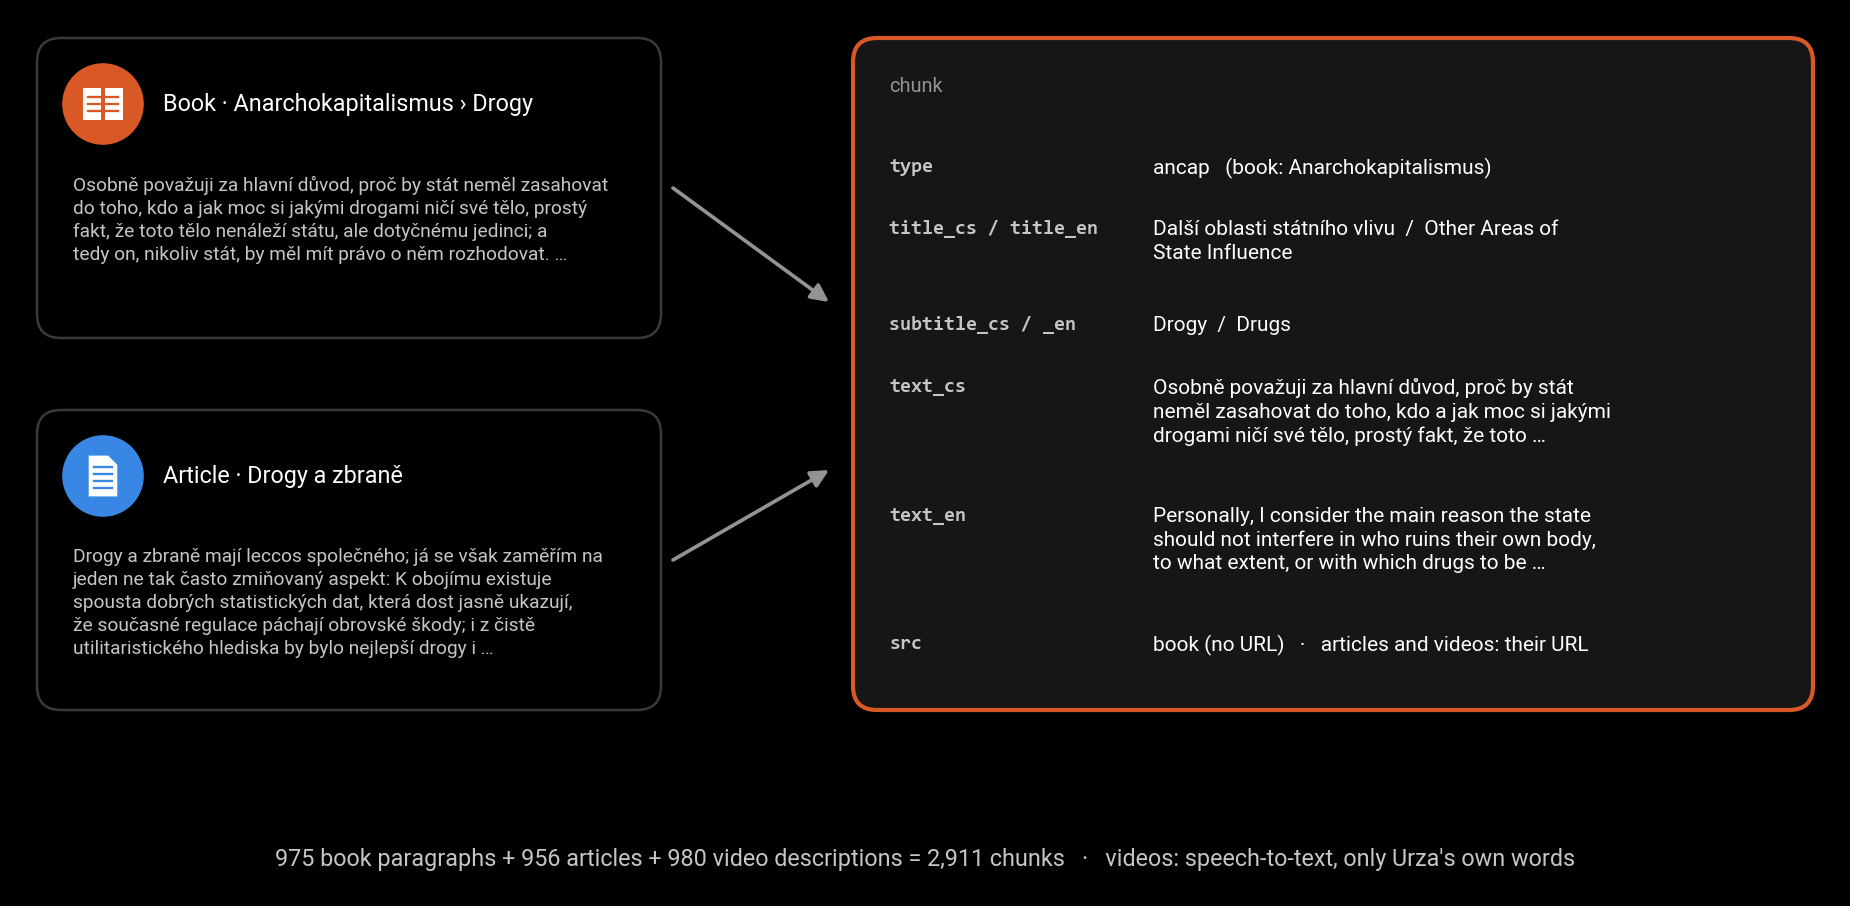 Book · Anarchokapitalismus › Drogy
Osobně považuji za hlavní důvod, proč by stát neměl zasahovat
do toho, kdo a jak moc si jakými drogami ničí své tělo, prostý
fakt, že toto tělo nenáleží státu, ale dotyčnému jedinci; a
tedy on, nikoliv stát, by měl mít právo o něm rozhodovat. …
Article · Drogy a zbraně
Drogy a zbraně mají leccos společného; já se však zaměřím na
jeden ne tak často zmiňovaný aspekt: K obojímu existuje
spousta dobrých statistických dat, která dost jasně ukazují,
že současné regulace páchají obrovské škody; i z čistě
utilitaristického hlediska by bylo nejlepší drogy i …
chunk
type ancap (book: Anarchokapitalismus)
title_cs / title_en Další oblasti státního vlivu / Other Areas of
State Influence
subtitle_cs / _en Drogy / Drugs
text_cs Osobně považuji za hlavní důvod, proč by stát
neměl zasahovat do toho, kdo a jak moc si jakými
drogami ničí své tělo, prostý fakt, že toto …
text_en Personally, I consider the main reason the state
should not interfere in who ruins their own body,
to what extent, or with which drugs to be …
src book (no URL) · articles and videos: their URL
975 book paragraphs + 956 articles + 980 video descriptions = 2,911 chunks · videos: speech-to-text, only Urza's own words